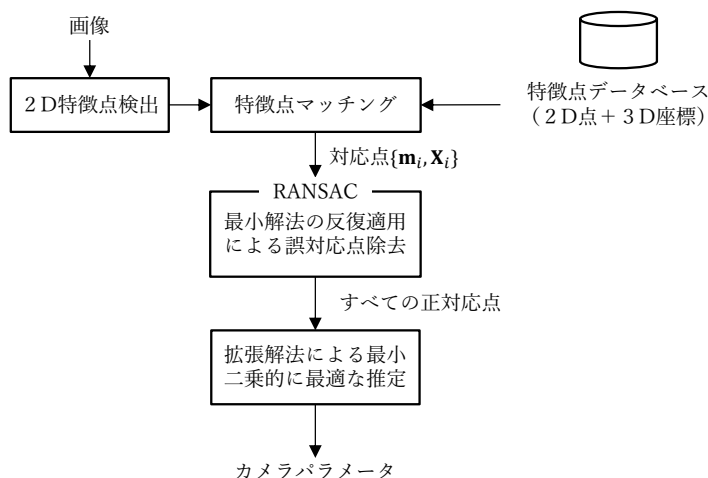 画像
２Ｄ特徴点検出
特徴点マッチング
特徴点データベース
（２Ｄ点＋３Ｄ座標）
対応点{𝐦ᵢ, 𝐗ᵢ}
RANSAC
最小解法の反復適用
による誤対応点除去
すべての正対応点
拡張解法による最小
二乗的に最適な推定
カメラパラメータ